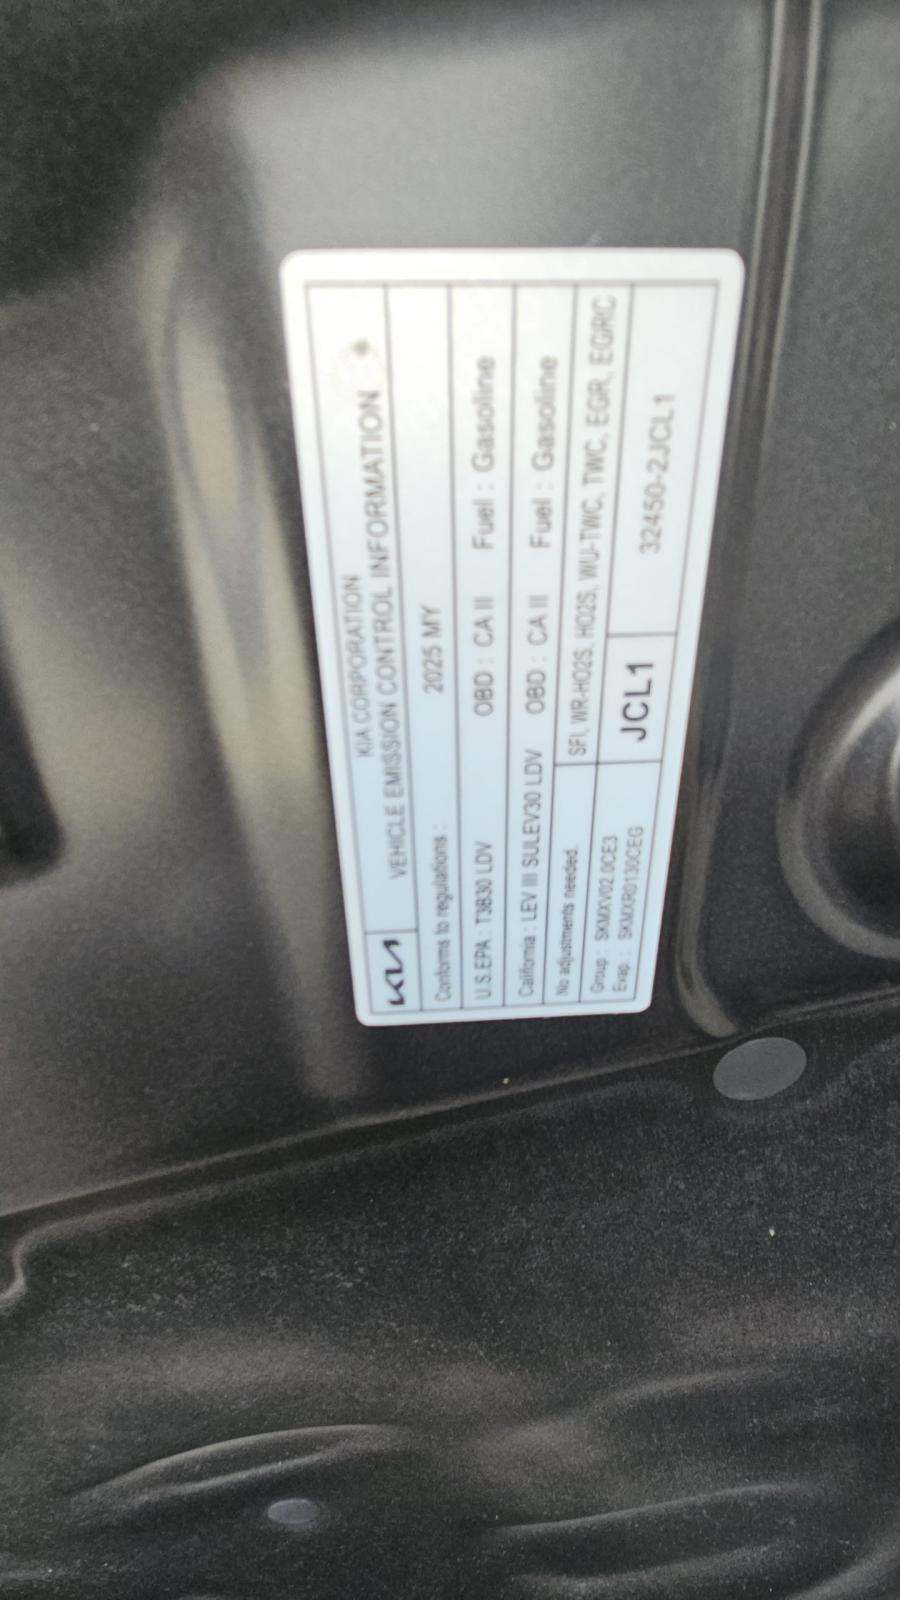 KIA CORPORATION
KIA VEHICLE EMISSION CONTROL INFORMATION
Conforms to regulations : 2025 MY
U.S.EPA : T3B30 LDV OBD : CA II Fuel : Gasoline
California : LEV III SULEV30 LDV OBD : CA II Fuel : Gasoline
No adjustments needed. SFI, WR-HO2S, HO2S, WU-TWC, TWC, EGR, EGRC
Group : SKMXV02.0CE3
Evap : SKMXR0130CEG
JCL1 32450-2JCL1